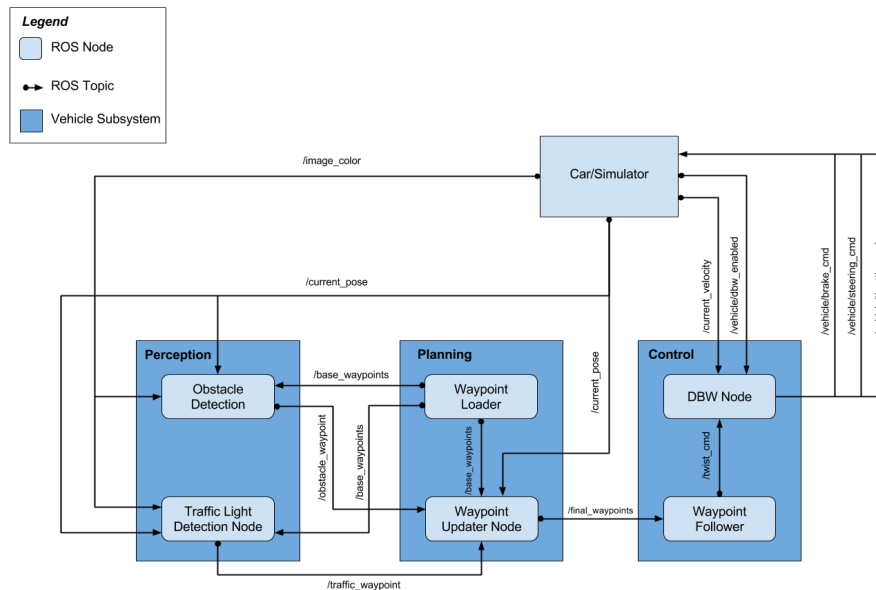 Legend
ROS Node
ROS Topic
Vehicle Subsystem
/image_color
Car/Simulator
/current_pose
/current_velocity
/vehicle/dbw_enabled
/vehicle/brake_cmd
/vehicle/steering_cmd
Perception
Planning
Control
/current_pose
Obstacle
Detection
/base_waypoints
Waypoint
Loader
DBW Node
/obstacle_waypoint
/base_waypoints
/base_waypoints
/twist_cmd
Traffic Light
Detection Node
Waypoint
Updater Node
/final_waypoints
Waypoint
Follower
/traffic_waypoint